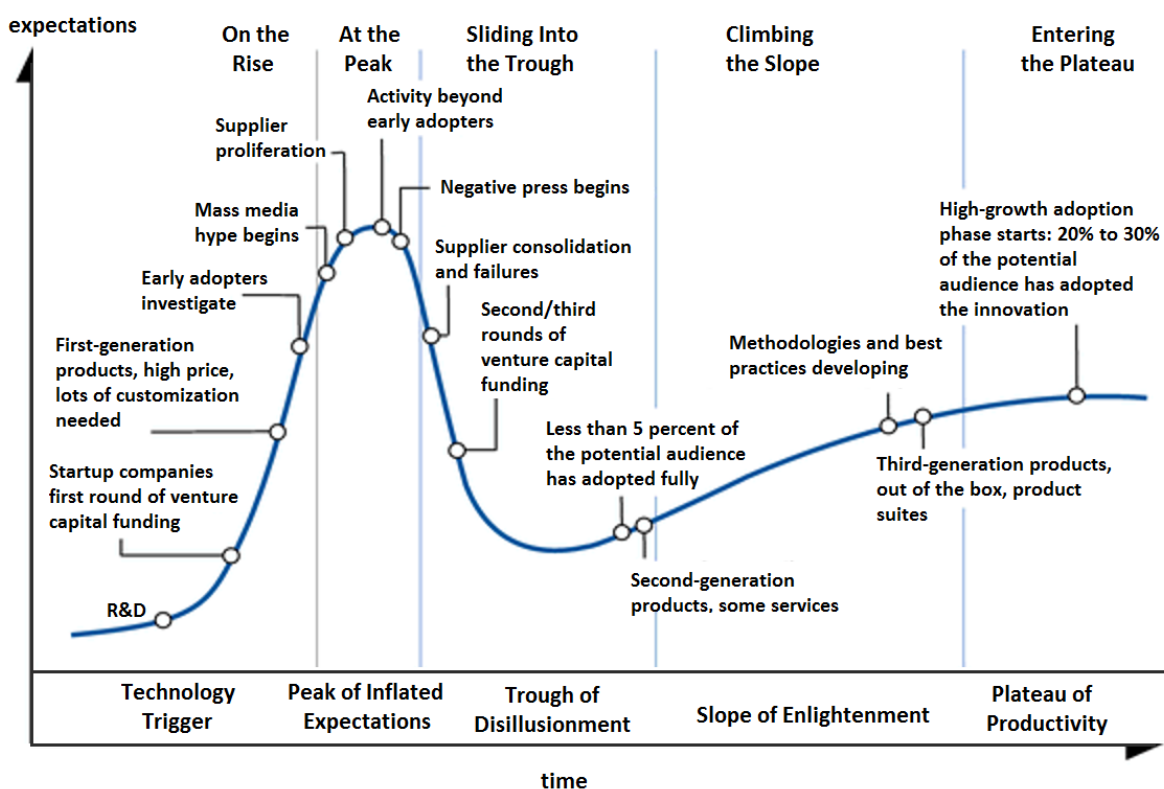 expectations
On the
Rise
At the
Peak
Sliding Into
the Trough
Climbing
the Slope
Entering
the Plateau
Activity beyond
early adopters
Supplier
proliferation
Negative press begins
Mass media
hype begins
Supplier consolidation
and failures
Early adopters
investigate
Second/third
rounds of
venture capital
funding
First-generation
products, high price,
lots of customization
needed
Startup companies
first round of venture
capital funding
R&D
Less than 5 percent of
the potential audience
has adopted fully
Second-generation
products, some services
Methodologies and best
practices developing
Third-generation products,
out of the box, product
suites
High-growth adoption
phase starts: 20% to 30%
of the potential
audience has adopted
the innovation
Technology
Trigger
Peak of Inflated
Expectations
Trough of
Disillusionment
Slope of Enlightenment
Plateau of
Productivity
time